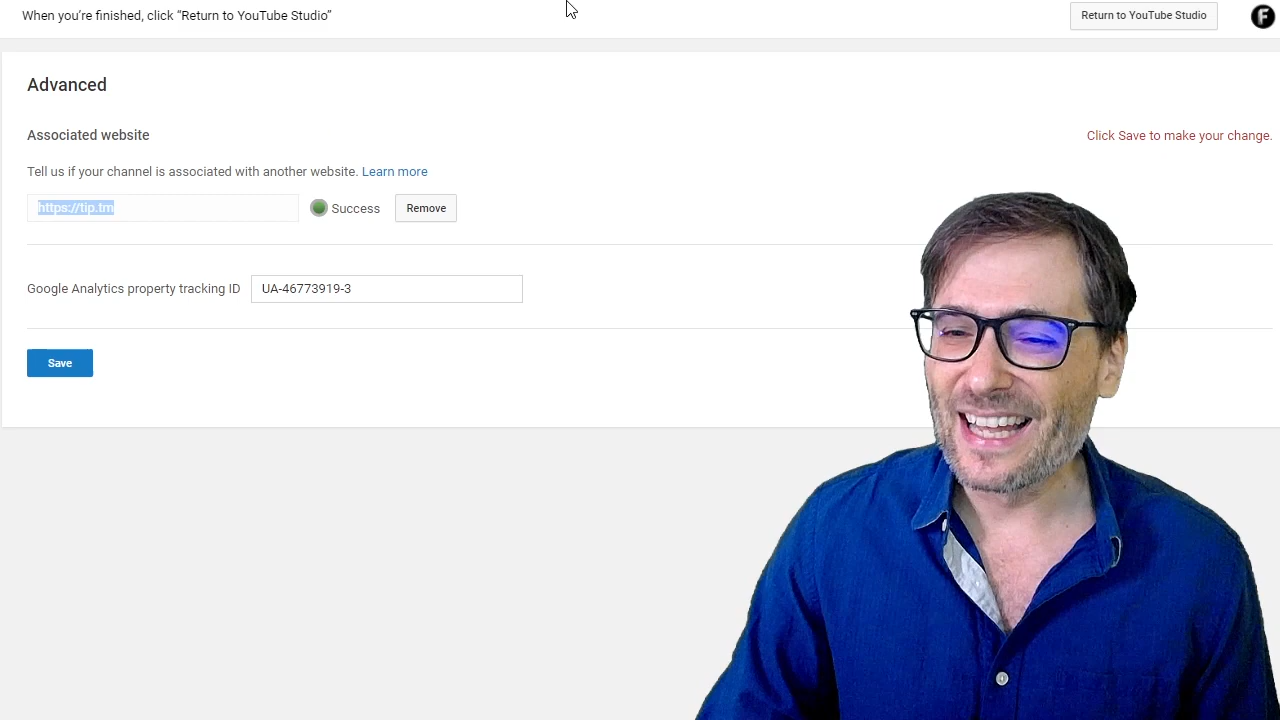 When you're finished, click “Return to YouTube Studio”
Return to YouTube Studio
F
Advanced
Associated website
Click Save to make your change.
Tell us if your channel is associated with another website. Learn more
https://tip.tm
Success
Remove
Google Analytics property tracking ID
UA-46773919-3
Save